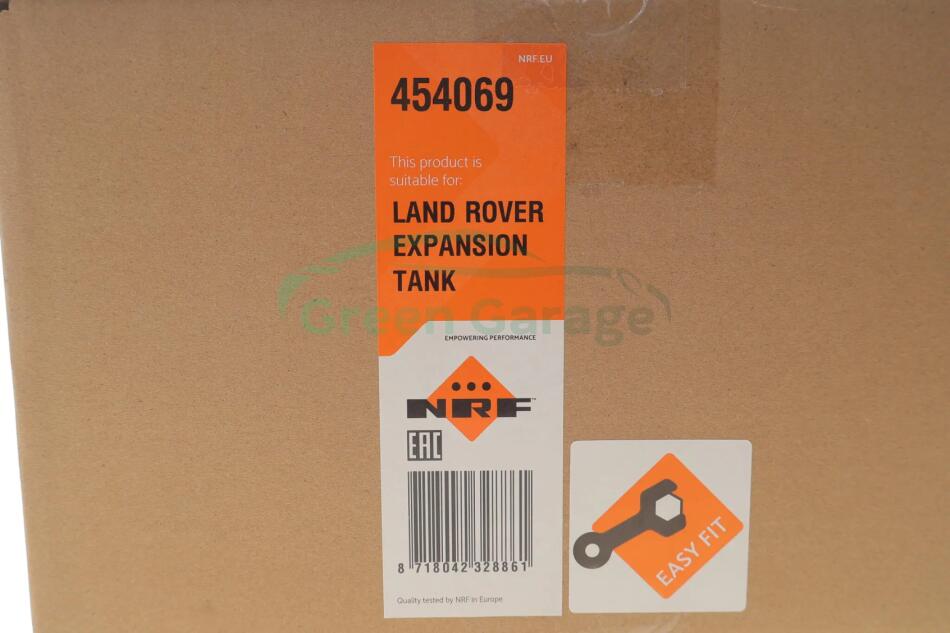 NRF.EU
454069
This product is
suitable for:
LAND ROVER
EXPANSION
TANK
Green Garage
EMPOWERING PERFORMANCE
NRF™
EAC
8 718042 328861
Quality tested by NRF in Europe
EASY FIT